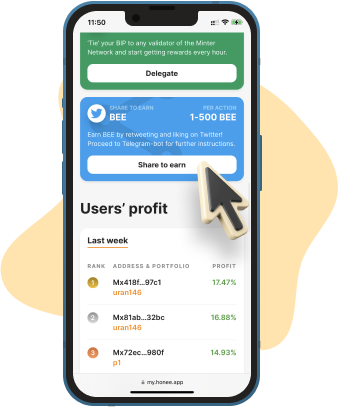 11:50
'Tie' your BIP to any validator of the Minter
Network and start getting rewards every hour.
Delegate
SHARE TO EARN
PER ACTION
BEE
1-500 BEE
Earn BEE by retweeting and liking on Twitter!
Proceed to Telegram-bot for further instructions.
Share to earn
Users' profit
Last week
RANK ADDRESS & PORTFOLIO PROFIT
1 Mx418f...97c1 17.47%
uran146
2 Mx81ab...32bc 16.88%
uran146
3 Mx72ec...980f 14.93%
p1
my.honee.app